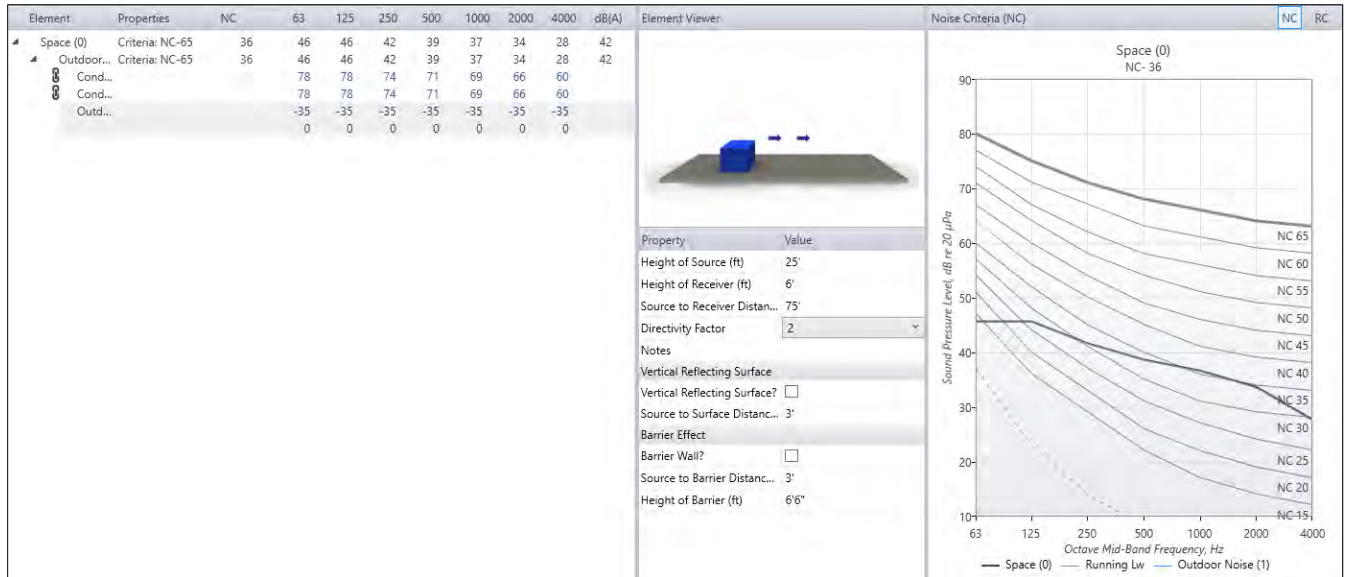 Element Properties NC 63 125 250 500 1000 2000 4000 dB(A)
Space (0) Criteria: NC-65 36 46 46 42 39 37 34 28 42
Outdoor... Criteria: NC-65 36 46 46 42 39 37 34 28 42
Cond... 78 78 74 71 69 66 60
Cond... 78 78 74 71 69 66 60
Outd... -35 -35 -35 -35 -35 -35 -35
0 0 0 0 0 0 0
Element Viewer
Property Value
Height of Source (ft) 25'
Height of Receiver (ft) 6'
Source to Receiver Distan... 75'
Directivity Factor 2
Notes
Vertical Reflecting Surface
Vertical Reflecting Surface?
Source to Surface Distanc... 3'
Barrier Effect
Barrier Wall?
Source to Barrier Distanc... 3'
Height of Barrier (ft) 6'6"
Noise Criteria (NC) NC RC
Space (0)
NC- 36
Sound Pressure Level, dB re 20 µPa
90
80
70
60
50
40
30
20
10
NC 65
NC 60
NC 55
NC 50
NC 45
NC 40
NC 35
NC 30
NC 25
NC 20
NC 15
63 125 250 500 1000 2000 4000
Octave Mid-Band Frequency, Hz
Space (0) Running Lw Outdoor Noise (1)